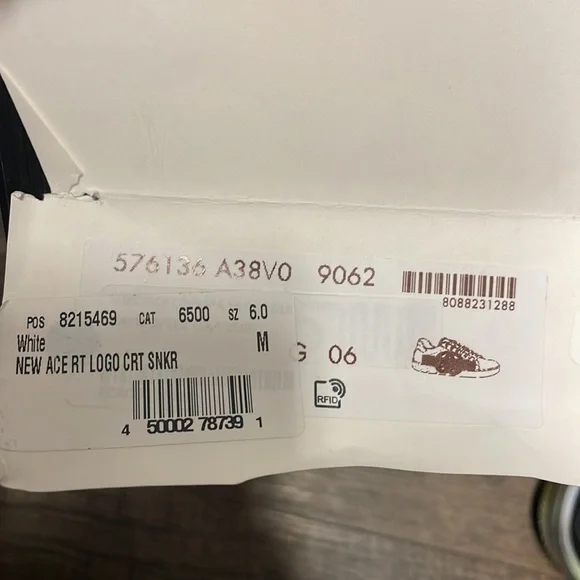 576136 A38V0 9062
8088231288
G 06
RFID
POS 8215469 CAT 6500 SZ 6.0
White M
NEW ACE RT LOGO CRT SNKR
4 50002 78739 1